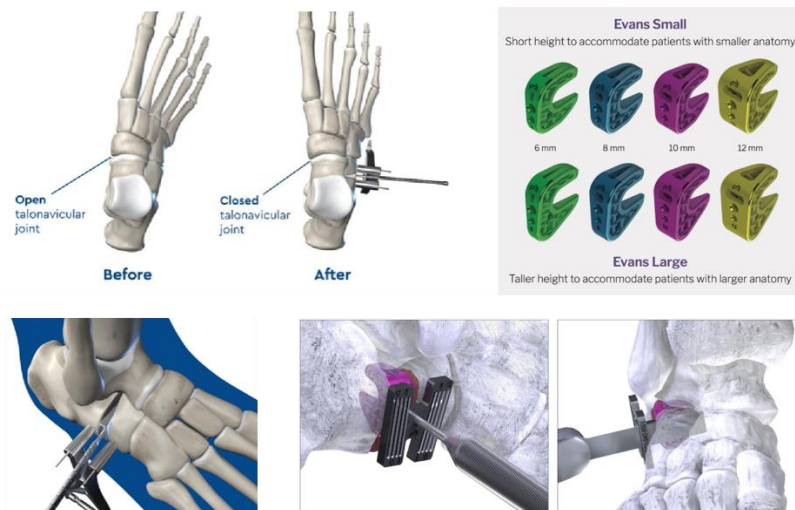 Open
talonavicular
joint
Before
Closed
talonavicular
joint
After
Evans Small
Short height to accommodate patients with smaller anatomy
6 mm
8 mm
10 mm
12 mm
Evans Large
Taller height to accommodate patients with larger anatomy